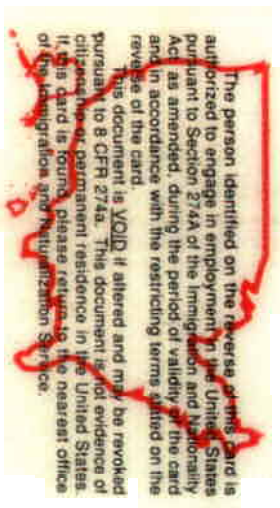 The person identified on the reverse of this card is
authorized to engage in employment in the United States
pursuant to Section 274A of the Immigration and Nationality
Act, as amended, during the period of validity of the card
and in accordance with the restricting terms stated on the
reverse of the card.
This document is VOID if altered and may be revoked
pursuant to 8 CFR 274a. This document is not evidence of
citizenship or permanent residence in the United States.
If this card is found, please return to the nearest office
of the Immigration and Naturalization Service.